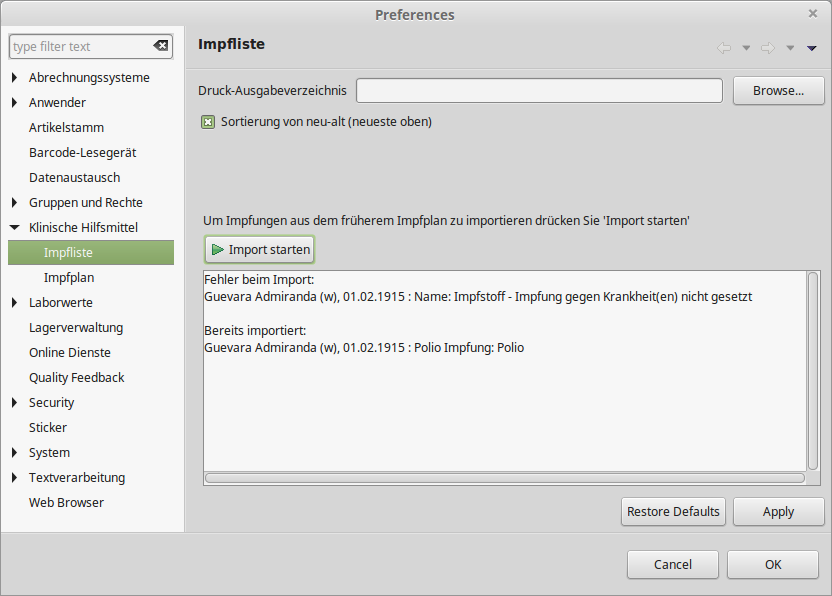 Preferences
type filter text
Abrechnungssysteme
Anwender
Artikelstamm
Barcode-Lesegerät
Datenaustausch
Gruppen und Rechte
Klinische Hilfsmittel
Impfliste
Impfplan
Laborwerte
Lagerverwaltung
Online Dienste
Quality Feedback
Security
Sticker
System
Textverarbeitung
Web Browser
Impfliste
Druck-Ausgabeverzeichnis
Browse...
Sortierung von neu-alt (neueste oben)
Um Impfungen aus dem früherem Impfplan zu importieren drücken Sie 'Import starten'
Import starten
Fehler beim Import:
Guevara Admiranda (w), 01.02.1915 : Name: Impfstoff - Impfung gegen Krankheit(en) nicht gesetzt
Bereits importiert:
Guevara Admiranda (w), 01.02.1915 : Polio Impfung: Polio
Restore Defaults
Apply
Cancel
OK